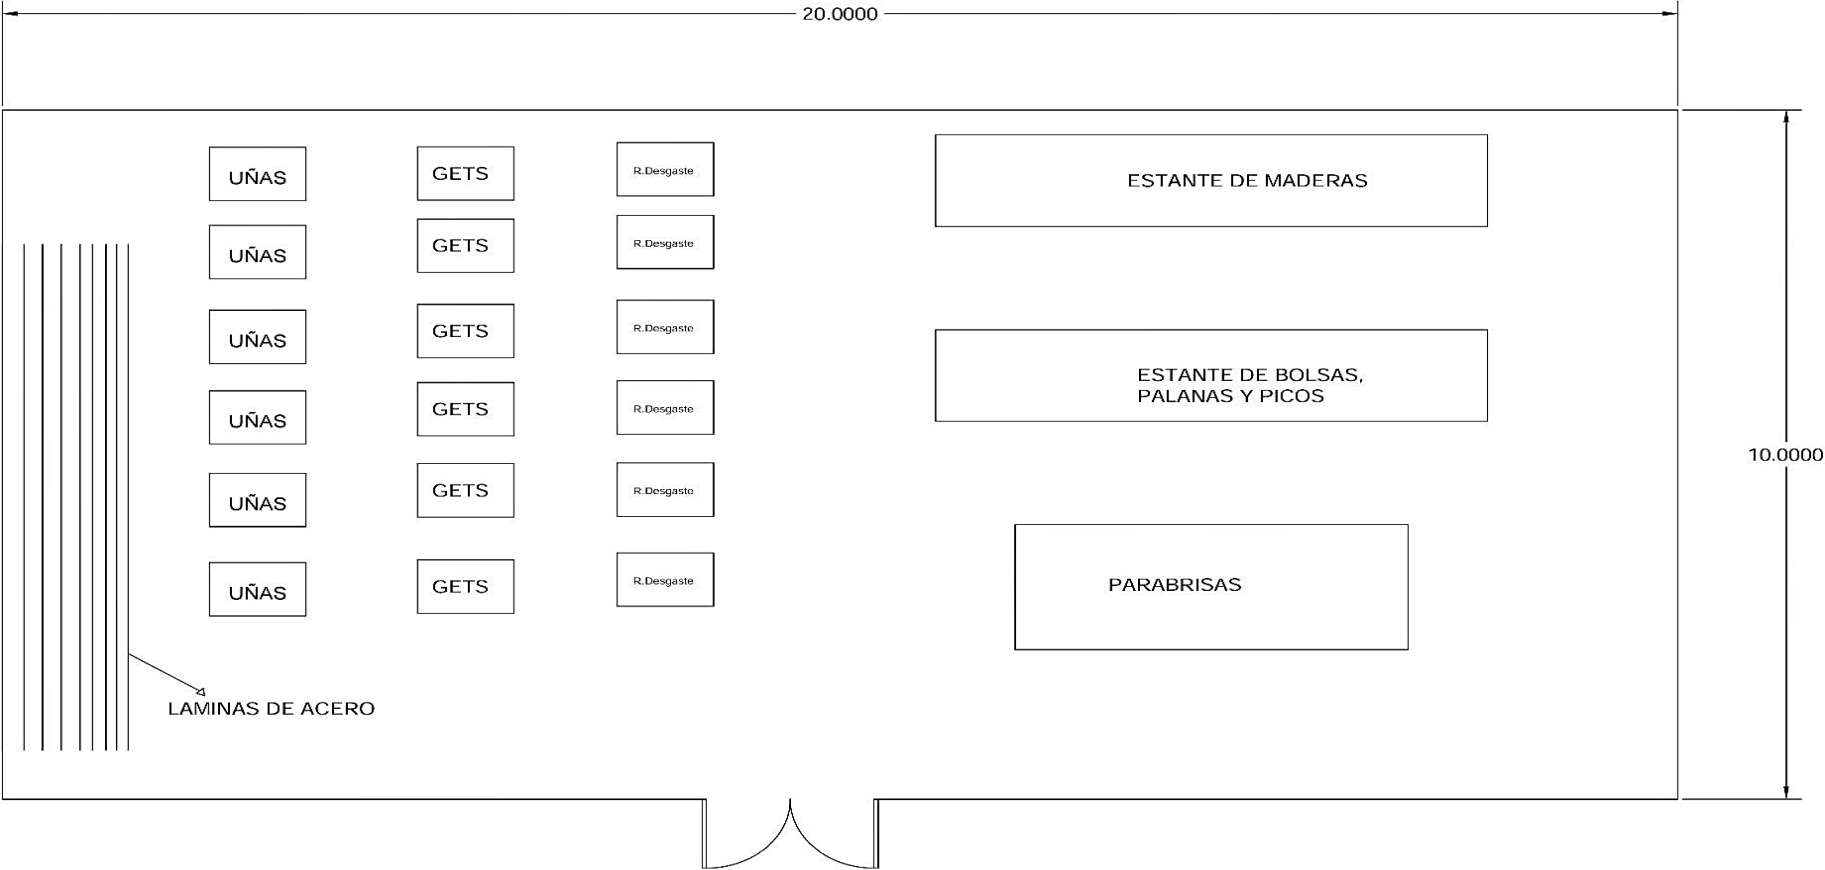 20.0000
UÑAS
GETS
R.Desgaste
ESTANTE DE MADERAS
UÑAS
GETS
R.Desgaste
UÑAS
GETS
R.Desgaste
ESTANTE DE BOLSAS,
PALANAS Y PICOS
UÑAS
GETS
R.Desgaste
10.0000
UÑAS
GETS
R.Desgaste
UÑAS
GETS
R.Desgaste
PARABRISAS
LAMINAS DE ACERO